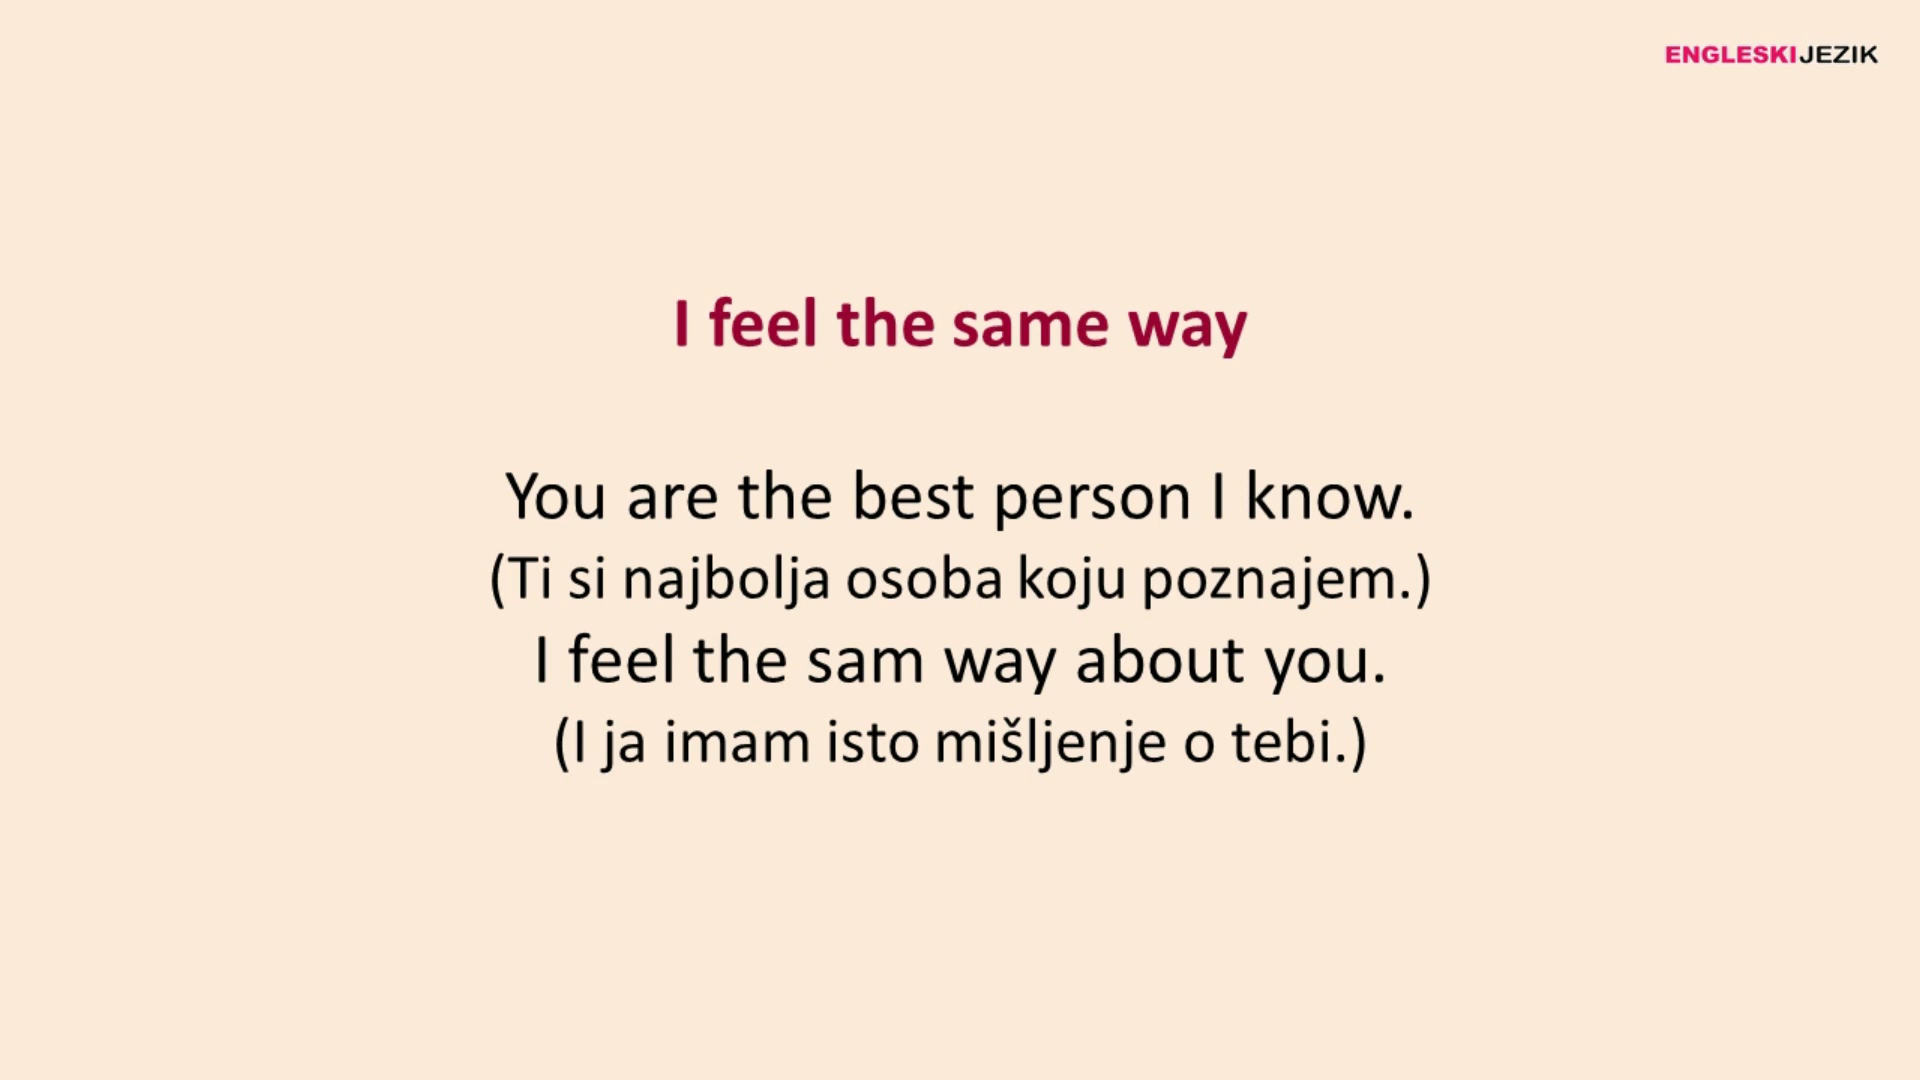 ENGLESKIJEZIK
I feel the same way
You are the best person I know.
(Ti si najbolja osoba koju poznajem.)
I feel the sam way about you.
(I ja imam isto mišljenje o tebi.)